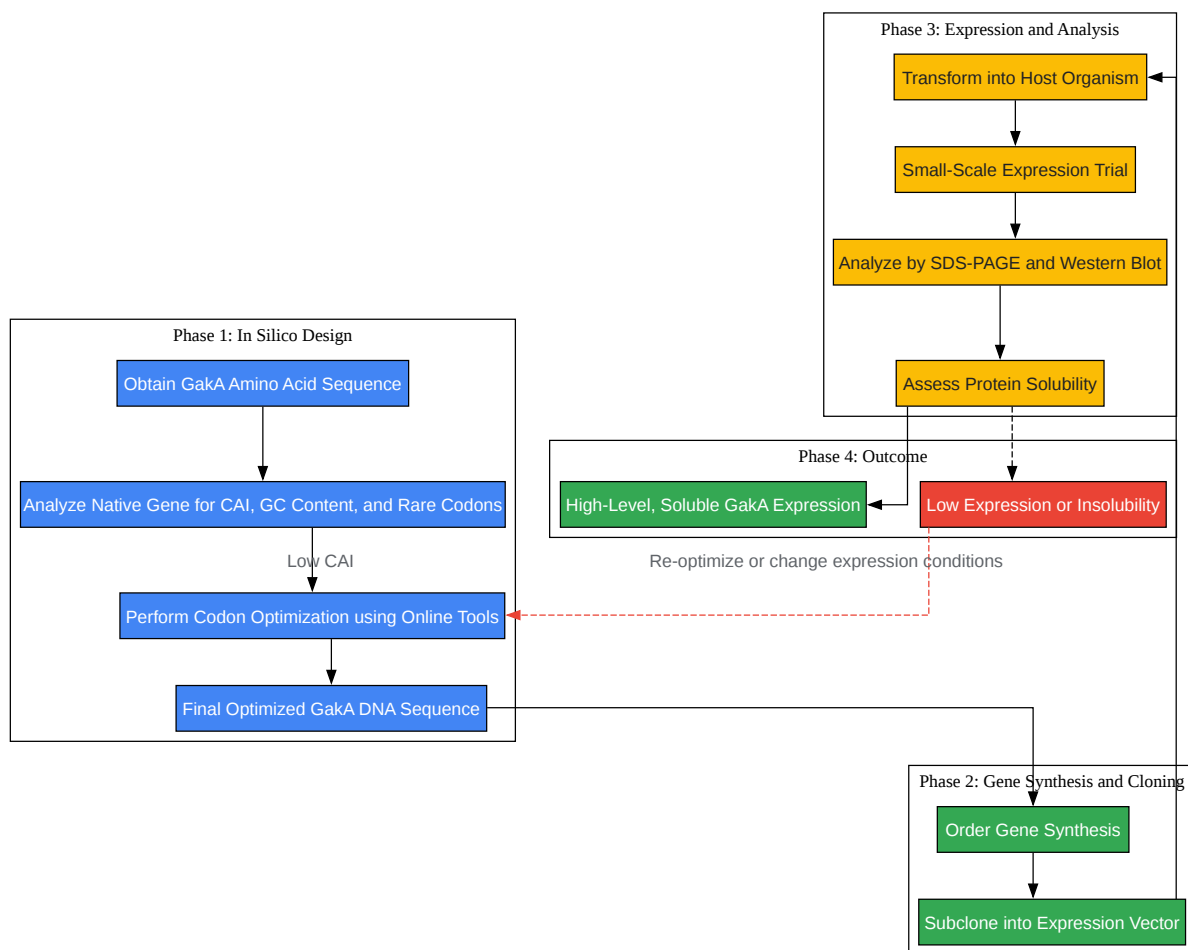 Phase 3: Expression and Analysis
Transform into Host Organism
Small-Scale Expression Trial
Analyze by SDS-PAGE and Western Blot
Assess Protein Solubility
Phase 1: In Silico Design
Obtain GakA Amino Acid Sequence
Analyze Native Gene for CAI, GC Content, and Rare Codons
Low CAI
Perform Codon Optimization using Online Tools
Final Optimized GakA DNA Sequence
Phase 4: Outcome
High-Level, Soluble GakA Expression
Low Expression or Insolubility
Re-optimize or change expression conditions
Phase 2: Gene Synthesis and Cloning
Order Gene Synthesis
Subclone into Expression Vector